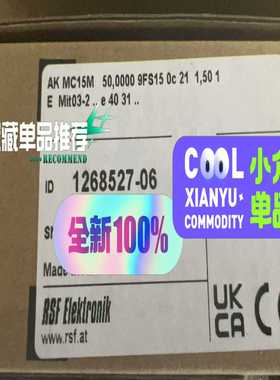 AK MC15M 50,0000 9FS15 0c 21 1,50 1
E Mit03-2 .. e 40 31 ..
藏单品推荐
COOL
XIANYU
COMMODITY
小众
单品
ID 1268527-06
全新100%
Made
RSF Elektronik
www.rsf.at
UK
CA